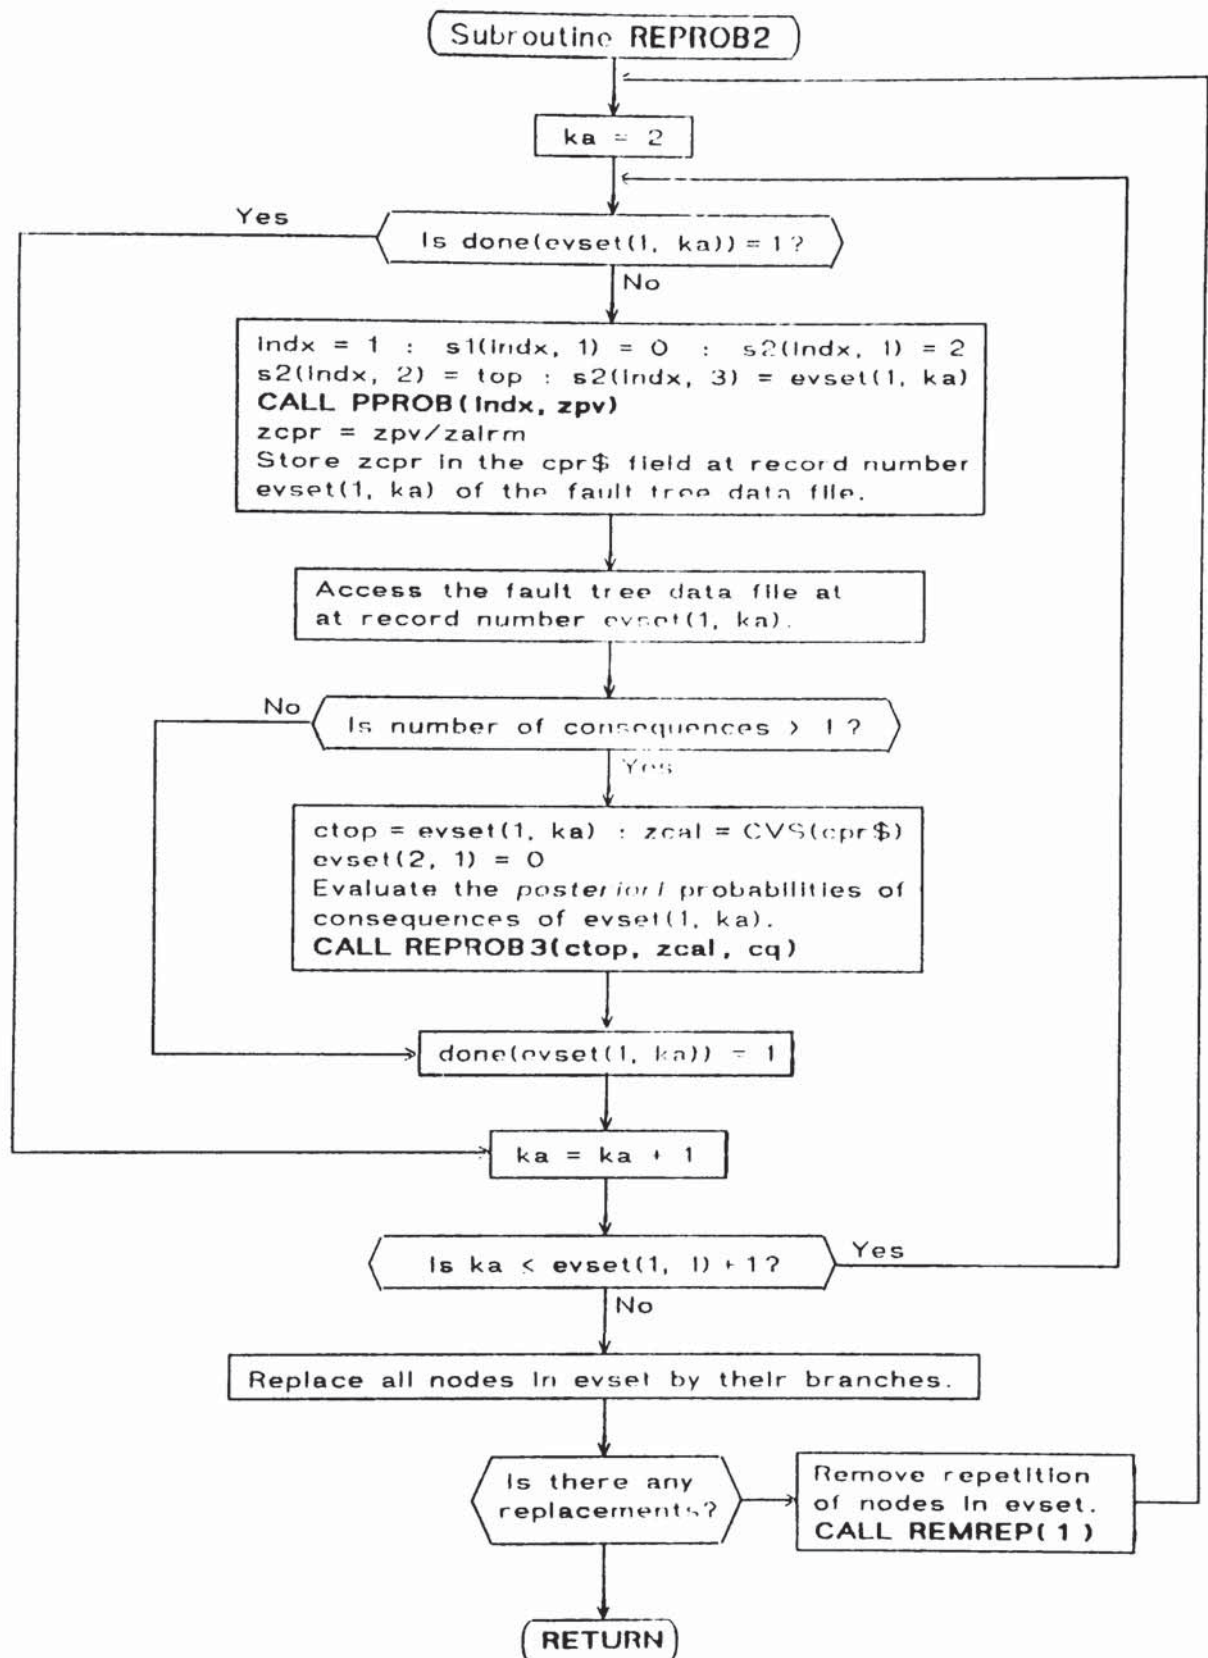 Subroutine REPROB2
ka = 2
Yes
Is done(evset(1, ka)) = 1?
No
indx = 1 : s1(indx, 1) = 0 : s2(indx, 1) = 2
s2(indx, 2) = top : s2(indx, 3) = evset(1, ka)
CALL PPROB(indx, zpv)
zcpr = zpv/zalrm
Store zcpr in the cpr$ field at record number
evset(1, ka) of the fault tree data file.
Access the fault tree data file at
at record number evset(1, ka).
No
Is number of consequences > 1?
Yes
ctop = evset(1, ka) : zcal = CVS(cpr$)
evset(2, 1) = 0
Evaluate the posteriori probabilities of
consequences of evset(1, ka).
CALL REPROB3(ctop, zcal, cq)
done(evset(1, ka)) = 1
ka = ka + 1
Is ka < evset(1, 1) + 1?
Yes
No
Replace all nodes in evset by their branches.
Is there any
replacements?
Remove repetition
of nodes in evset.
CALL REMREP(1)
RETURN